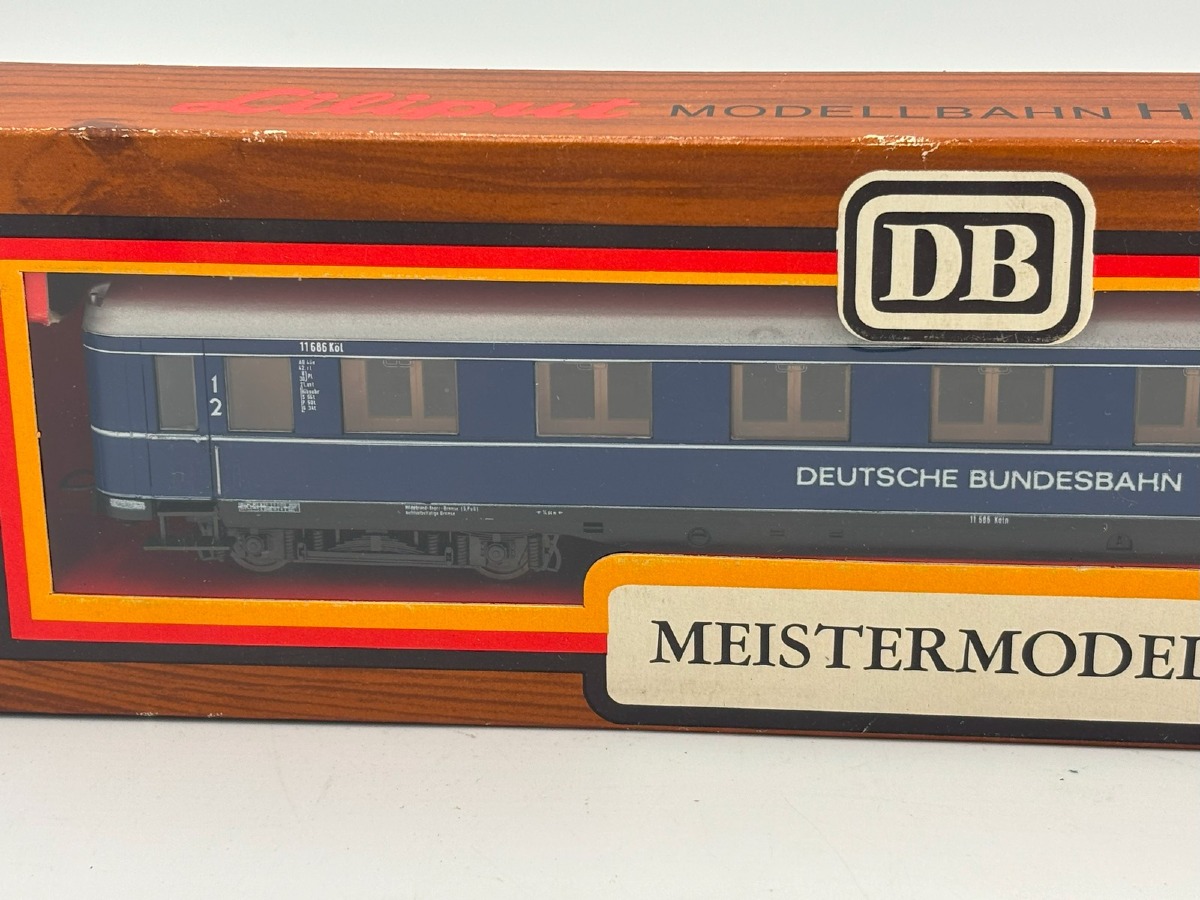 Liliput MODELLBAHN H
DB
11 686 Köl
1
2
DEUTSCHE BUNDESBAHN
11 686 Köln
MEISTERMODEL